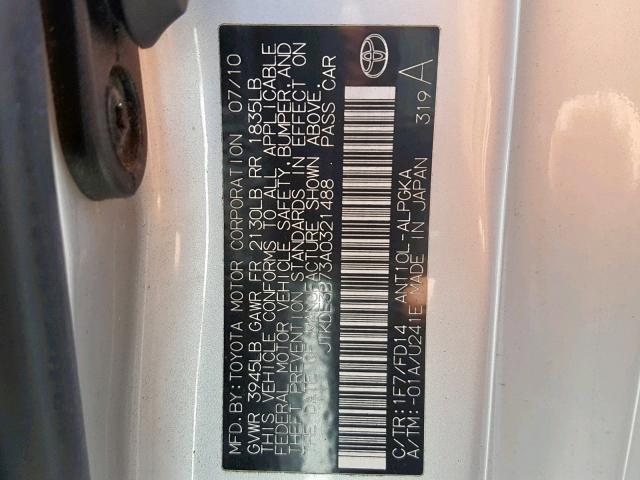 MFD. BY: TOYOTA MOTOR CORPORATION 07/10
GVWR 3945LB GAWR FR 2130LB RR 1835LB
THIS VEHICLE CONFORMS TO ALL APPLICABLE
FEDERAL MOTOR VEHICLE SAFETY, BUMPER, AND
THEFT PREVENTION STANDARDS IN EFFECT ON
THE DATE OF MANUFACTURE SHOWN ABOVE.
JTKDE3B73A0321488 PASS CAR
C/TR: 1F7/FD14 ANT10L-ALPGKA
A/TM: -01A/U241E MADE IN JAPAN 319 A